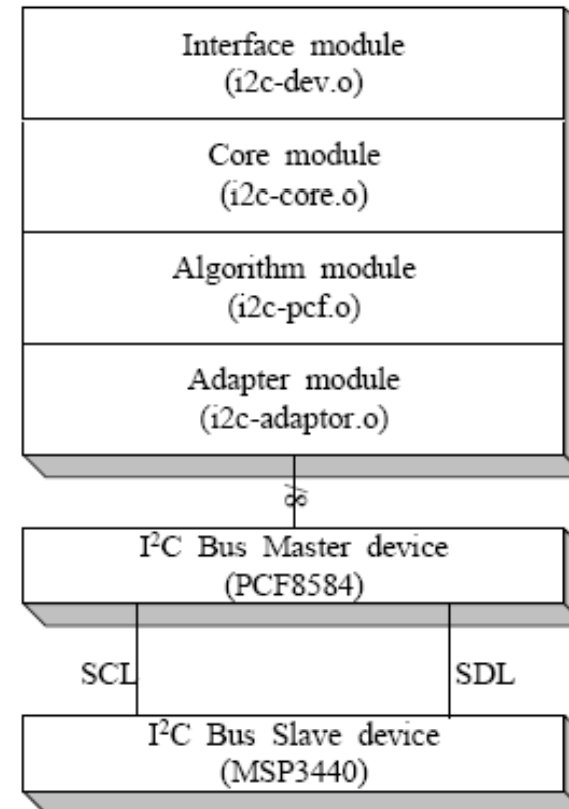 Interface module
(i2c-dev.o)
Core module
(i2c-core.o)
Algorithm module
(i2c-pcf.o)
Adapter module
(i2c-adaptor.o)
/8
I²C Bus Master device
(PCF8584)
SCL SDL
I²C Bus Slave device
(MSP3440)